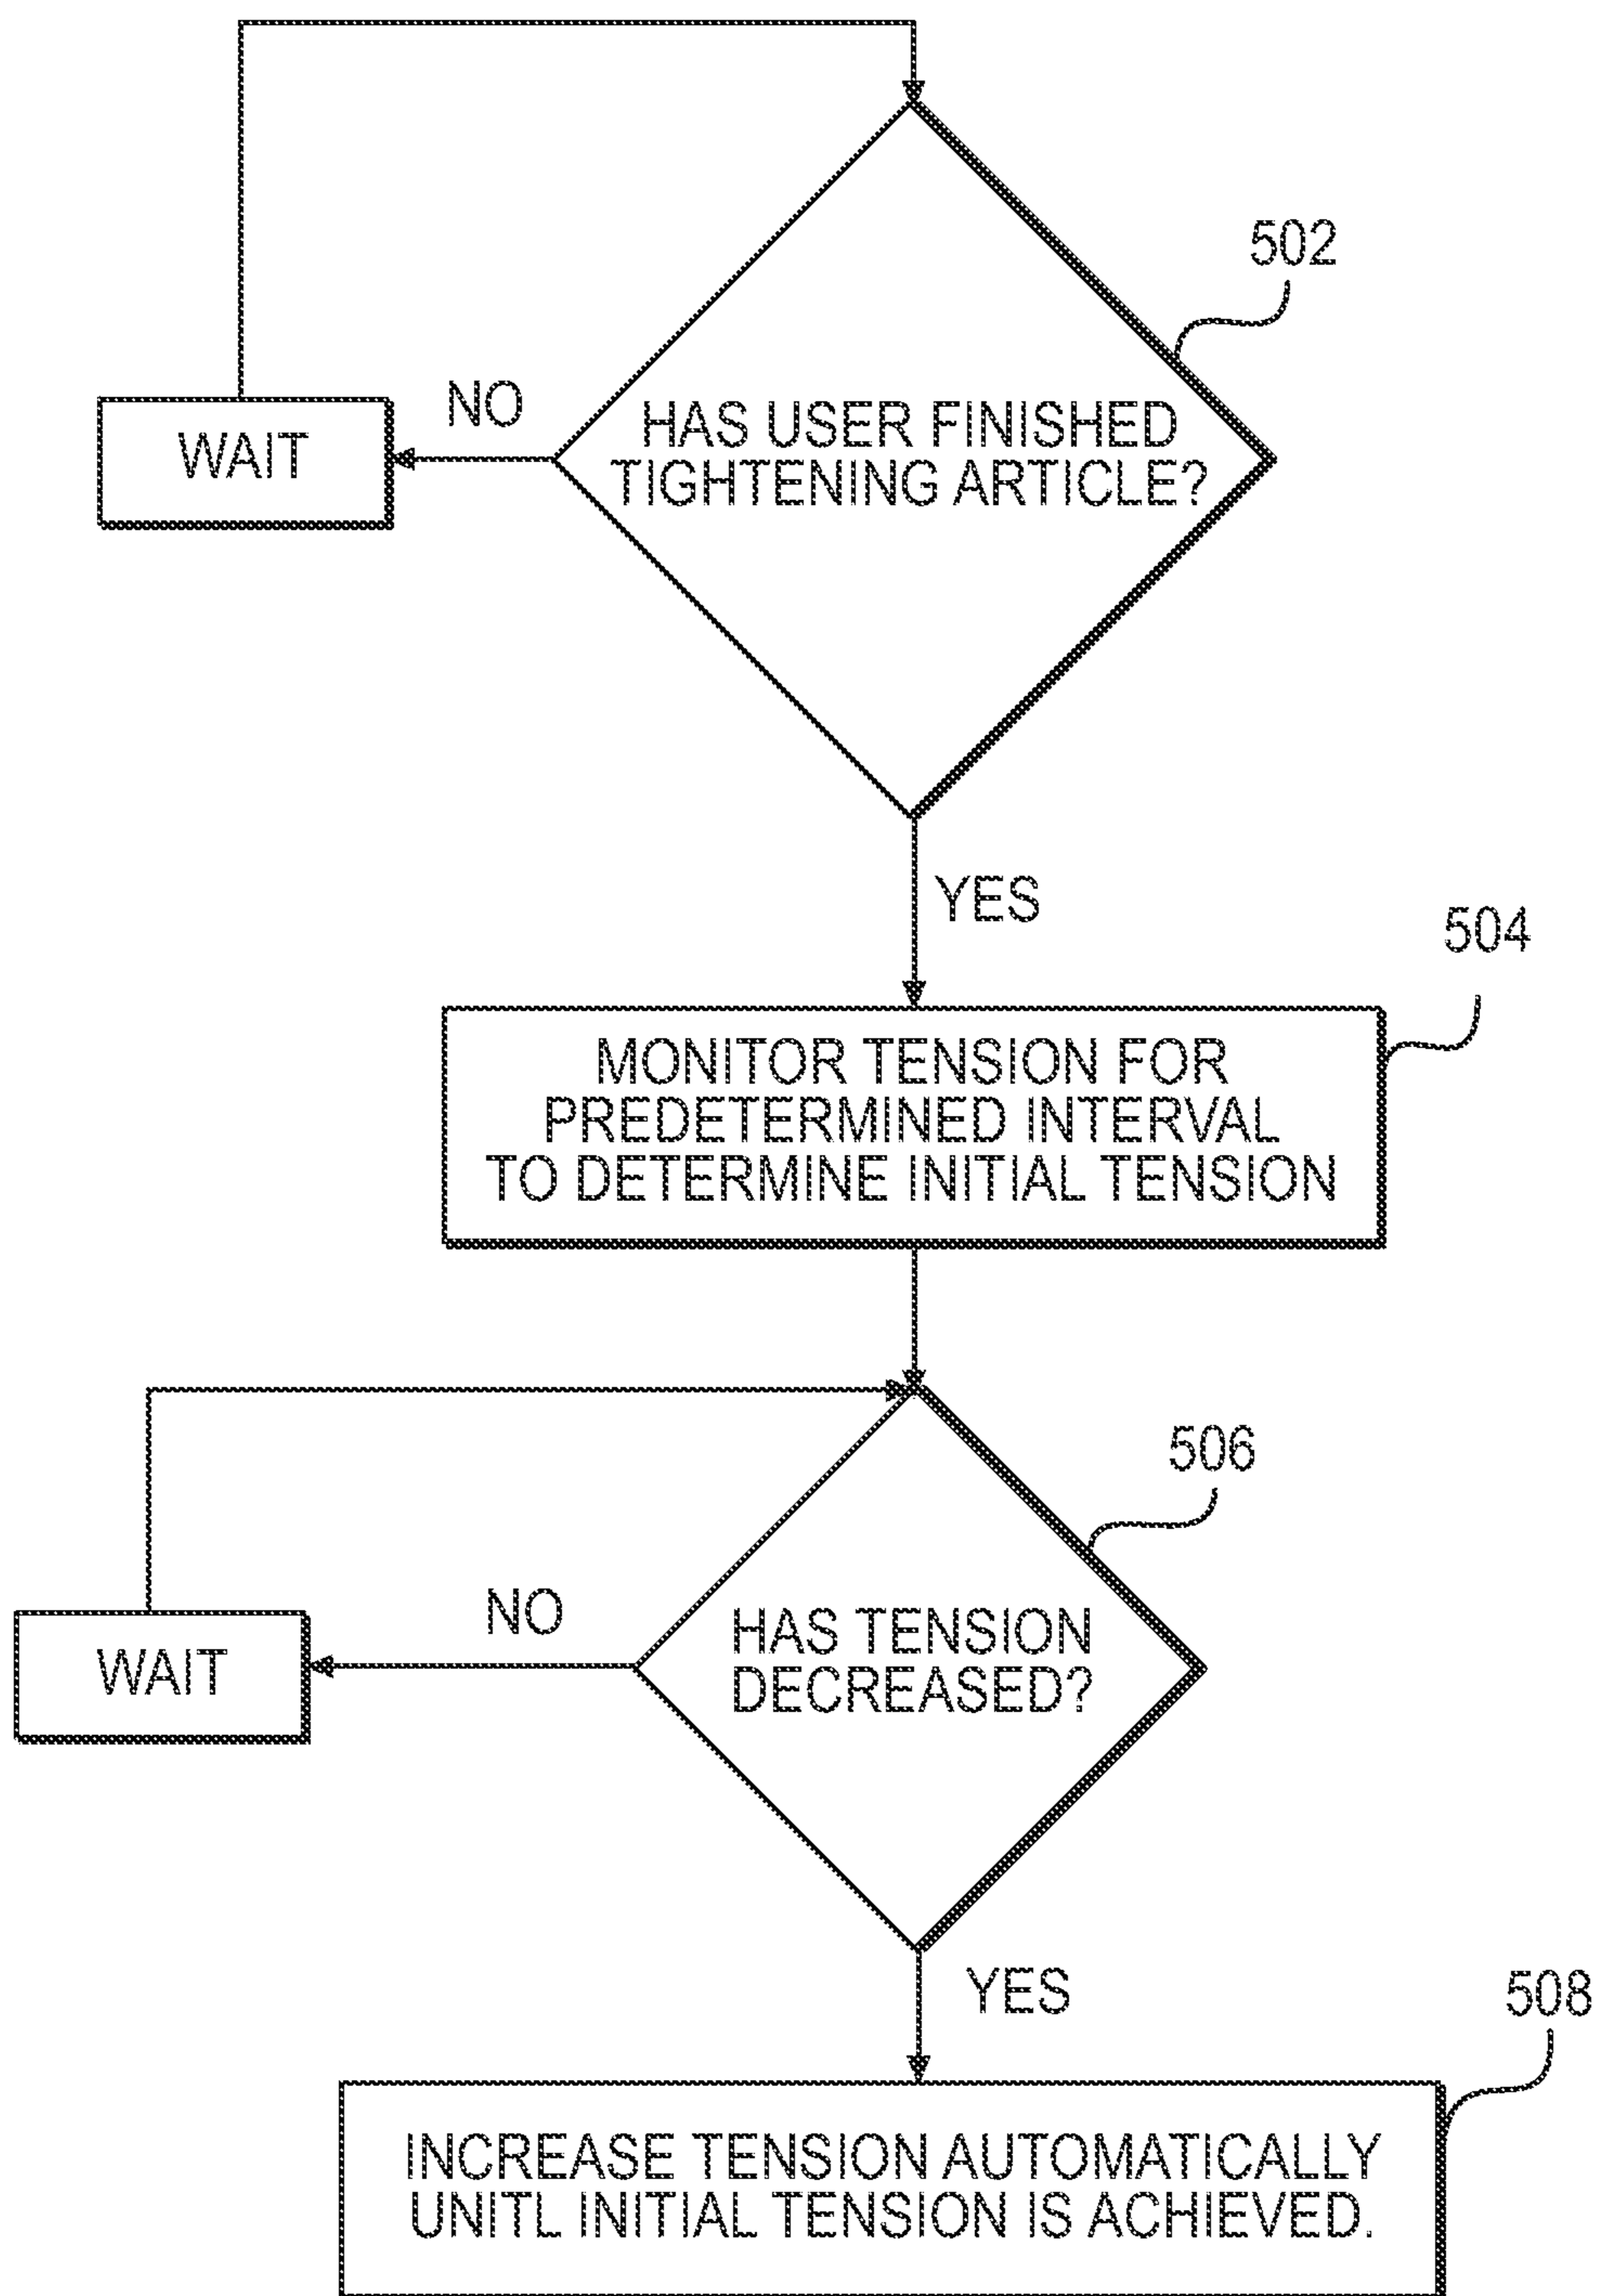 502
HAS USER FINISHED
TIGHTENING ARTICLE?
NO
WAIT
YES
504
MONITOR TENSION FOR
PREDETERMINED INTERVAL
TO DETERMINE INITIAL TENSION
506
HAS TENSION
DECREASED?
NO
WAIT
YES
508
INCREASE TENSION AUTOMATICALLY
UNITL INITIAL TENSION IS ACHIEVED.